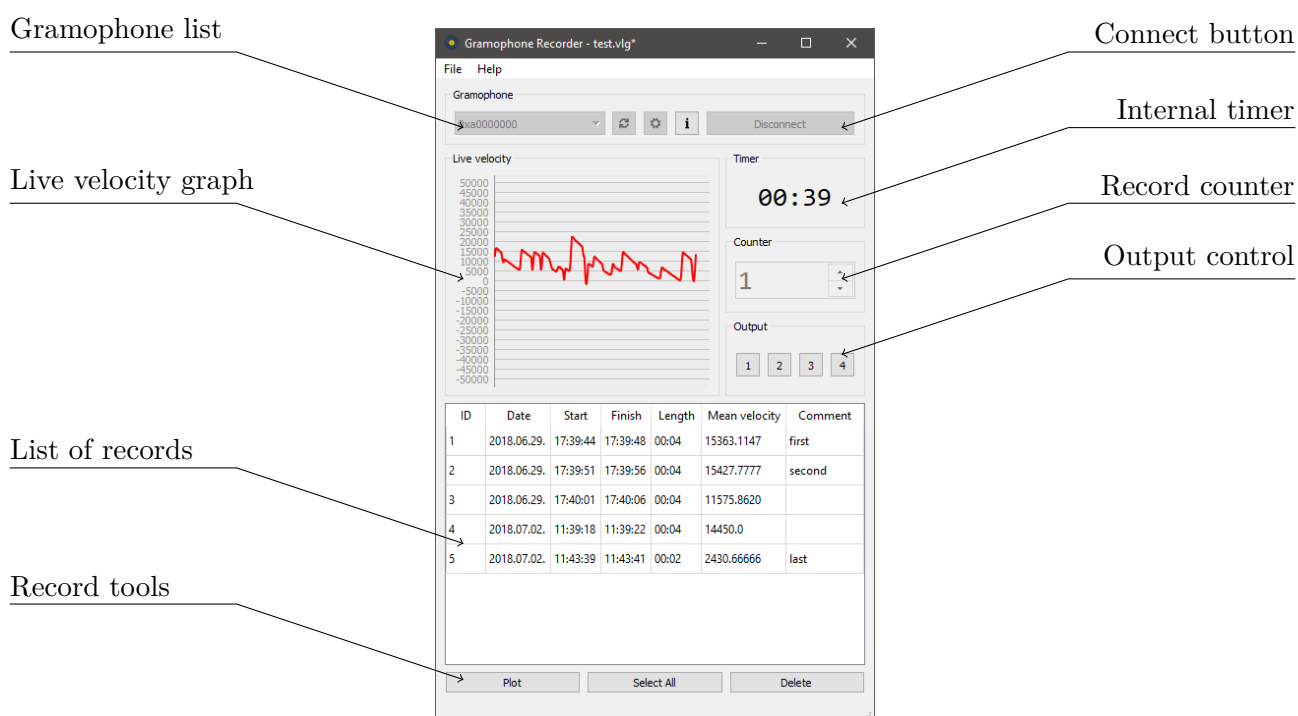 Gramophone list
Live velocity graph
List of records
Record tools
Connect button
Internal timer
Record counter
Output control
Gramophone Recorder - test.vlg*
File Help
Gramophone
0xa0000000 i Disconnect
Live velocity
50000
45000
40000
35000
30000
25000
20000
15000
10000
5000
0
-5000
-10000
-15000
-20000
-25000
-30000
-35000
-40000
-45000
-50000
Timer
00:39
Counter
1
Output
1 2 3 4
ID Date Start Finish Length Mean velocity Comment
1 2018.06.29. 17:39:44 17:39:48 00:04 15363.1147 first
2 2018.06.29. 17:39:51 17:39:56 00:04 15427.7777 second
3 2018.06.29. 17:40:01 17:40:06 00:04 11575.8620
4 2018.07.02. 11:39:18 11:39:22 00:04 14450.0
5 2018.07.02. 11:43:39 11:43:41 00:02 2430.66666 last
Plot Select All Delete